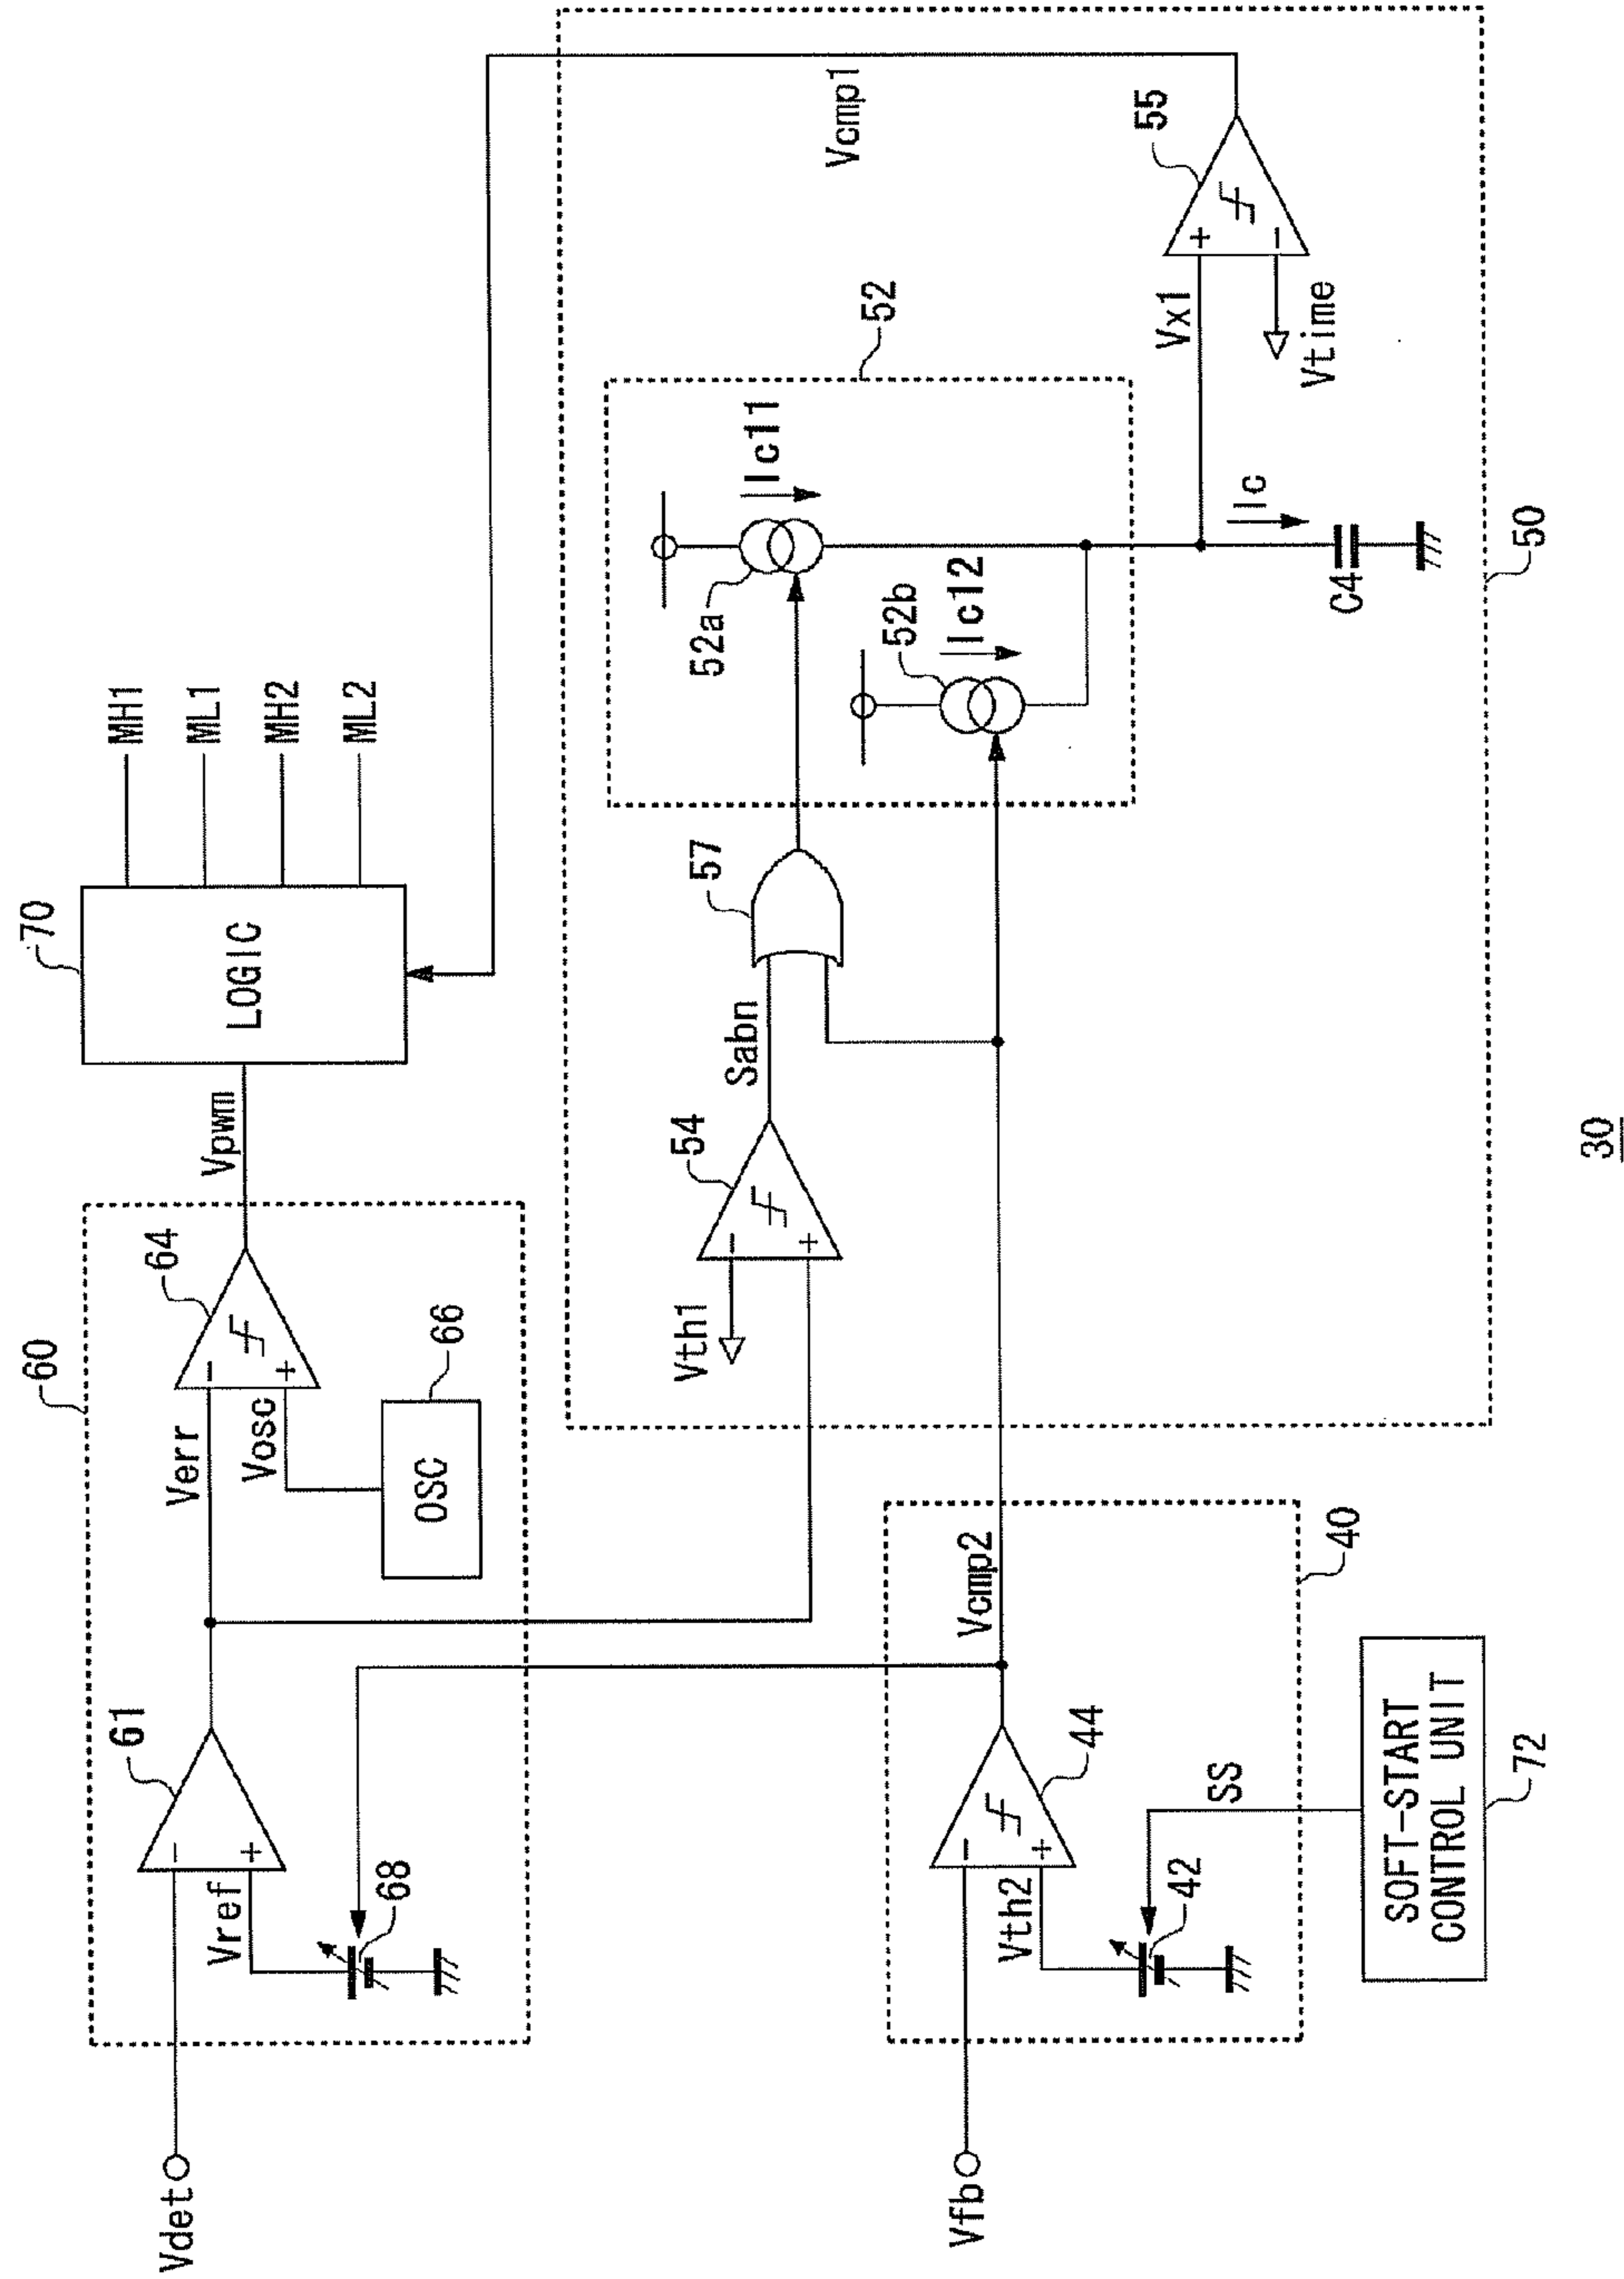 70
LOGIC
MH1
ML1
MH2
ML2
60
61
Verr
64
Vpwm
Vosc
66
OSC
Vdet
Vref
68
Vcmp1
52
Ic11
52a
52b
Ic12
57
Sabn
54
Vth1
Vx1
55
Vtime
Ic
C4
50
Vcmp2
40
44
Vfb
Vth2
42
SS
SOFT-START
CONTROL UNIT
72
30